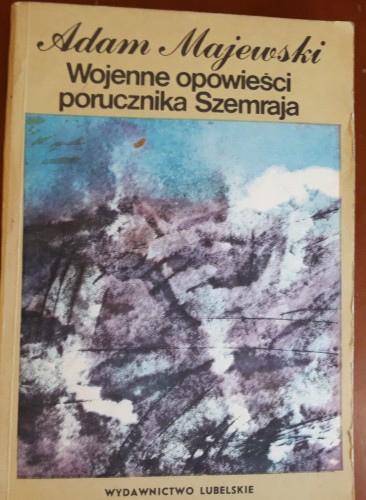 Adam Majewski
Wojenne opowieści
porucznika Szemraja
WYDAWNICTWO LUBELSKIE